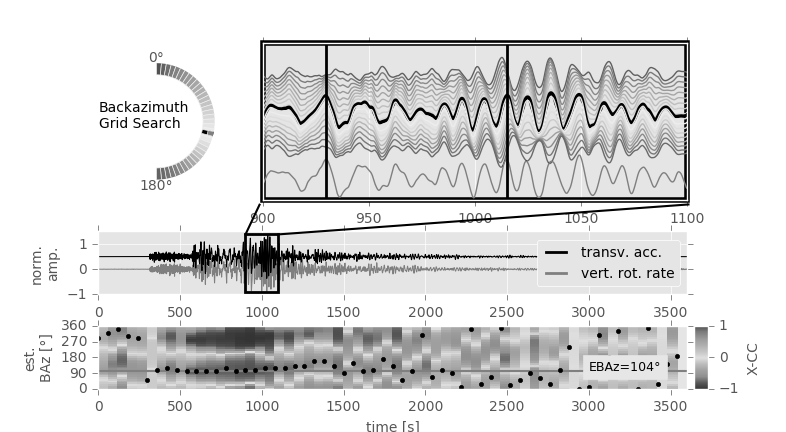 0°
Backazimuth
Grid Search
180°
900 950 1000 1050 1100
norm.
amp.
1
0
−1
transv. acc.
vert. rot. rate
0 500 1000 1500 2000 2500 3000 3500
est.
BAz [°]
360
270
180
90
0
EBAz=104°
1
0
−1
X-CC
0 500 1000 1500 2000 2500 3000 3500
time [s]